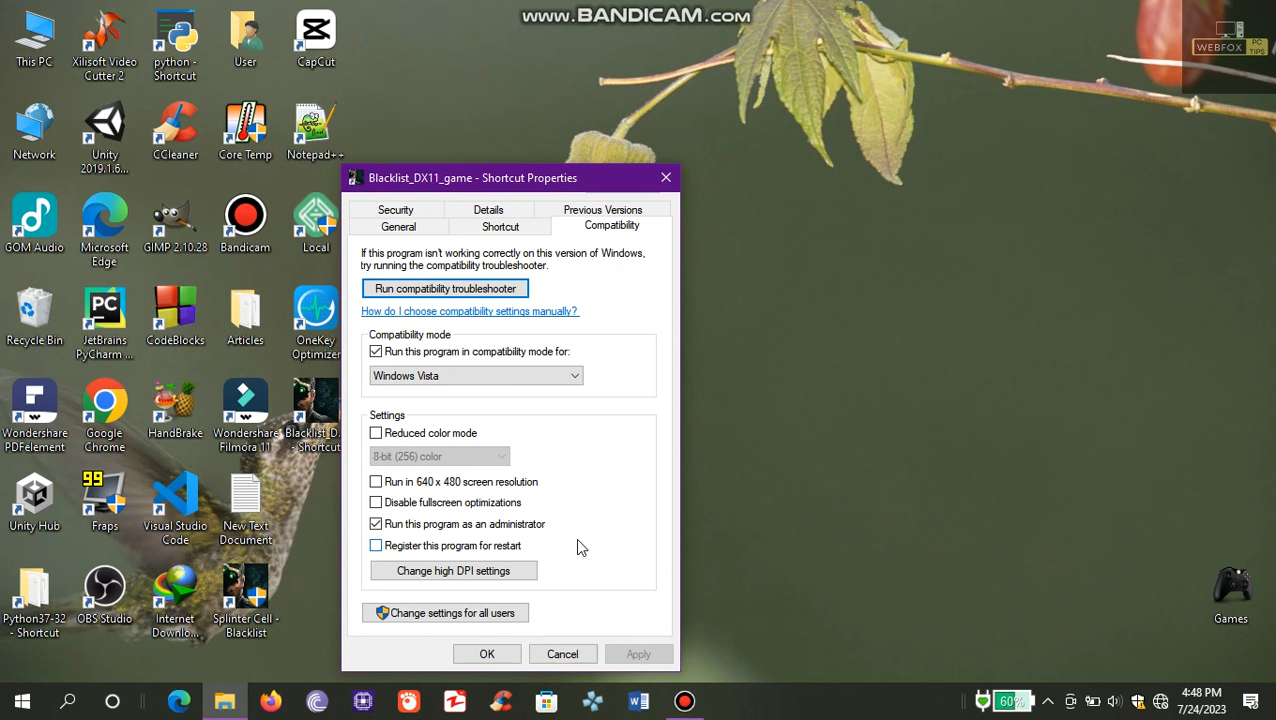 www.BANDICAM.com
WEBFOX PC TIPS
This PC
Xilisoft Video Cutter 2
python - Shortcut
User
CapCut
Network
Unity 2019.1.6...
CCleaner
Core Temp
Notepad++
GOM Audio
Microsoft Edge
GIMP 2.10.28
Bandicam
Local
Recycle Bin
JetBrains PyCharm ...
CodeBlocks
Articles
OneKey Optimizer
Wondershare PDFelement
Google Chrome
HandBrake
Wondershare Filmora 11
Blacklist_D... - Shortcut
Unity Hub
99
Fraps
Visual Studio Code
New Text Document
Python37-32 - Shortcut
OBS Studio
Internet Downlo...
Splinter Cell - Blacklist
Games
Blacklist_DX11_game - Shortcut Properties
Security
Details
Previous Versions
General
Shortcut
Compatibility
If this program isn't working correctly on this version of Windows,
try running the compatibility troubleshooter.
Run compatibility troubleshooter
How do I choose compatibility settings manually?
Compatibility mode
Run this program in compatibility mode for:
Windows Vista
Settings
Reduced color mode
8-bit (256) color
Run in 640 x 480 screen resolution
Disable fullscreen optimizations
Run this program as an administrator
Register this program for restart
Change high DPI settings
Change settings for all users
OK
Cancel
Apply
60%
4:48 PM
7/24/2023